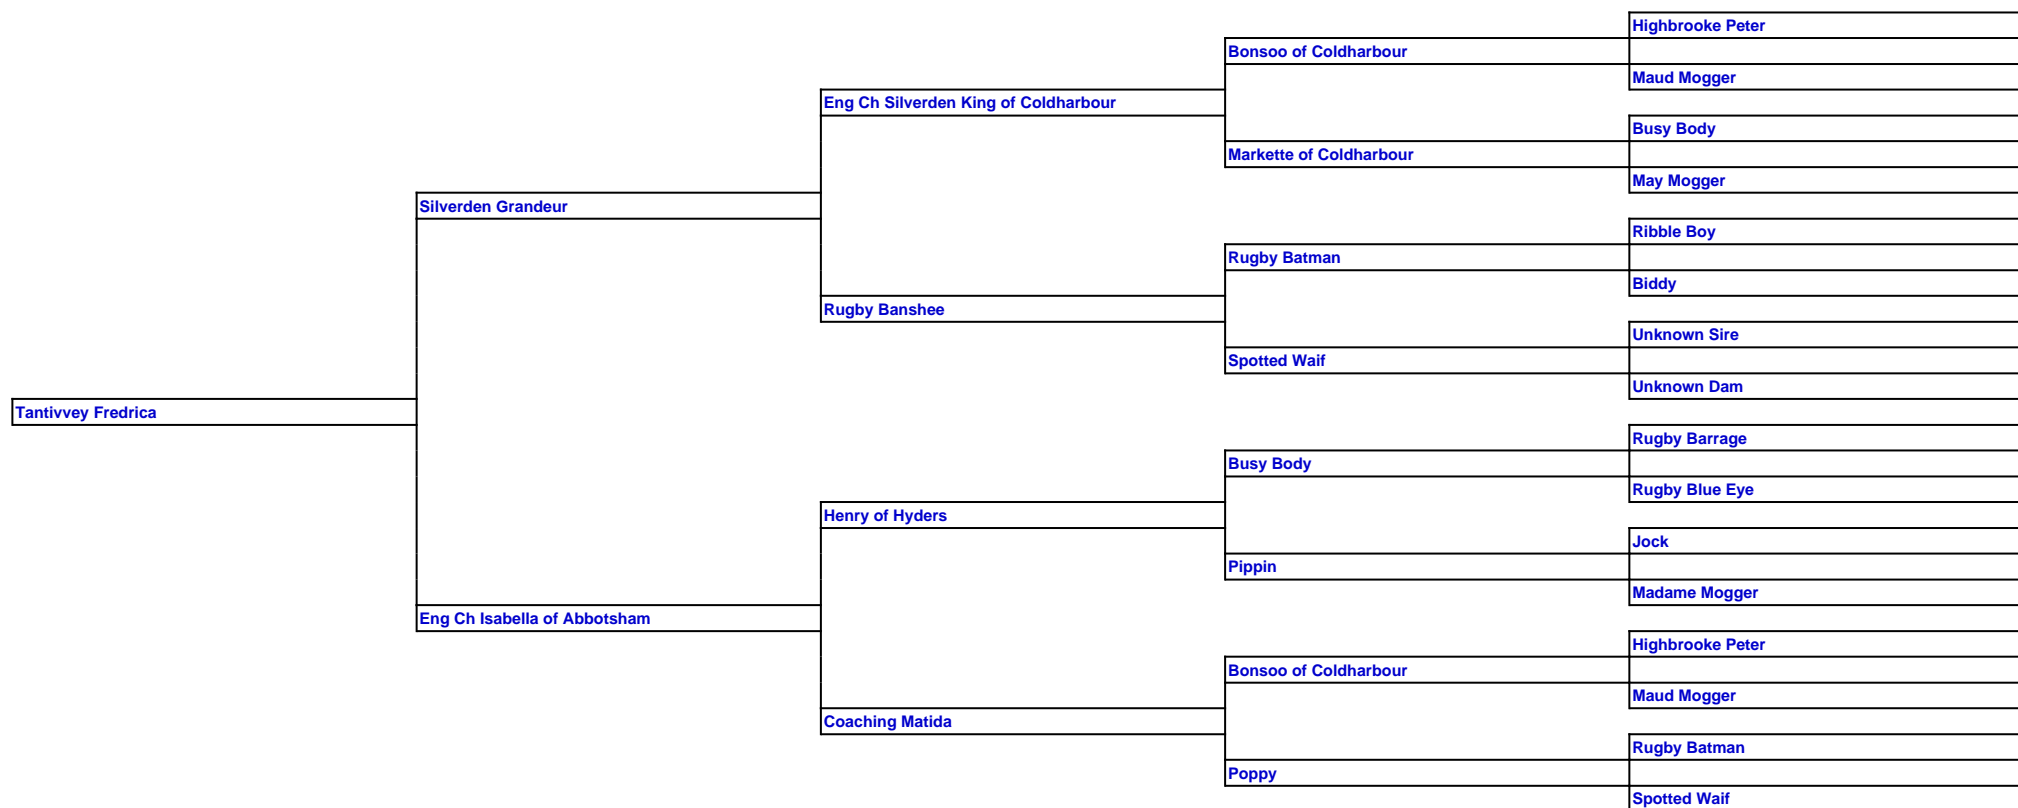 Highbrooke Peter
Bonsoo of Coldharbour
Maud Mogger
Eng Ch Silverden King of Coldharbour
Busy Body
Markette of Coldharbour
May Mogger
Silverden Grandeur
Ribble Boy
Rugby Batman
Biddy
Rugby Banshee
Unknown Sire
Spotted Waif
Unknown Dam
Tantivvey Fredrica
Rugby Barrage
Busy Body
Rugby Blue Eye
Henry of Hyders
Jock
Pippin
Madame Mogger
Eng Ch Isabella of Abbotsham
Highbrooke Peter
Bonsoo of Coldharbour
Maud Mogger
Coaching Matida
Rugby Batman
Poppy
Spotted Waif